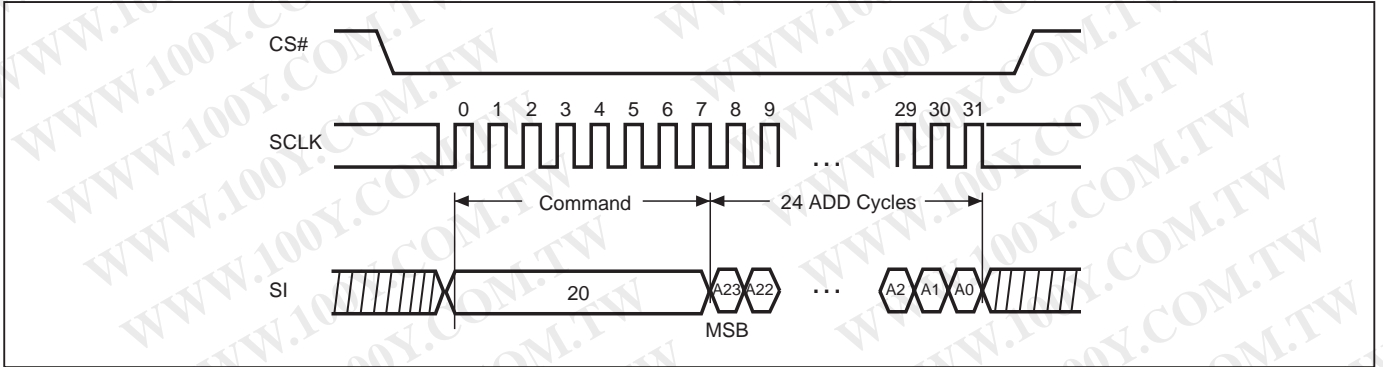 CS#
0 1 2 3 4 5 6 7 8 9 29 30 31
SCLK
...
Command
24 ADD Cycles
SI
20
A23 A22
...
A2 A1 A0
MSB
WWW.100Y.COM.TW